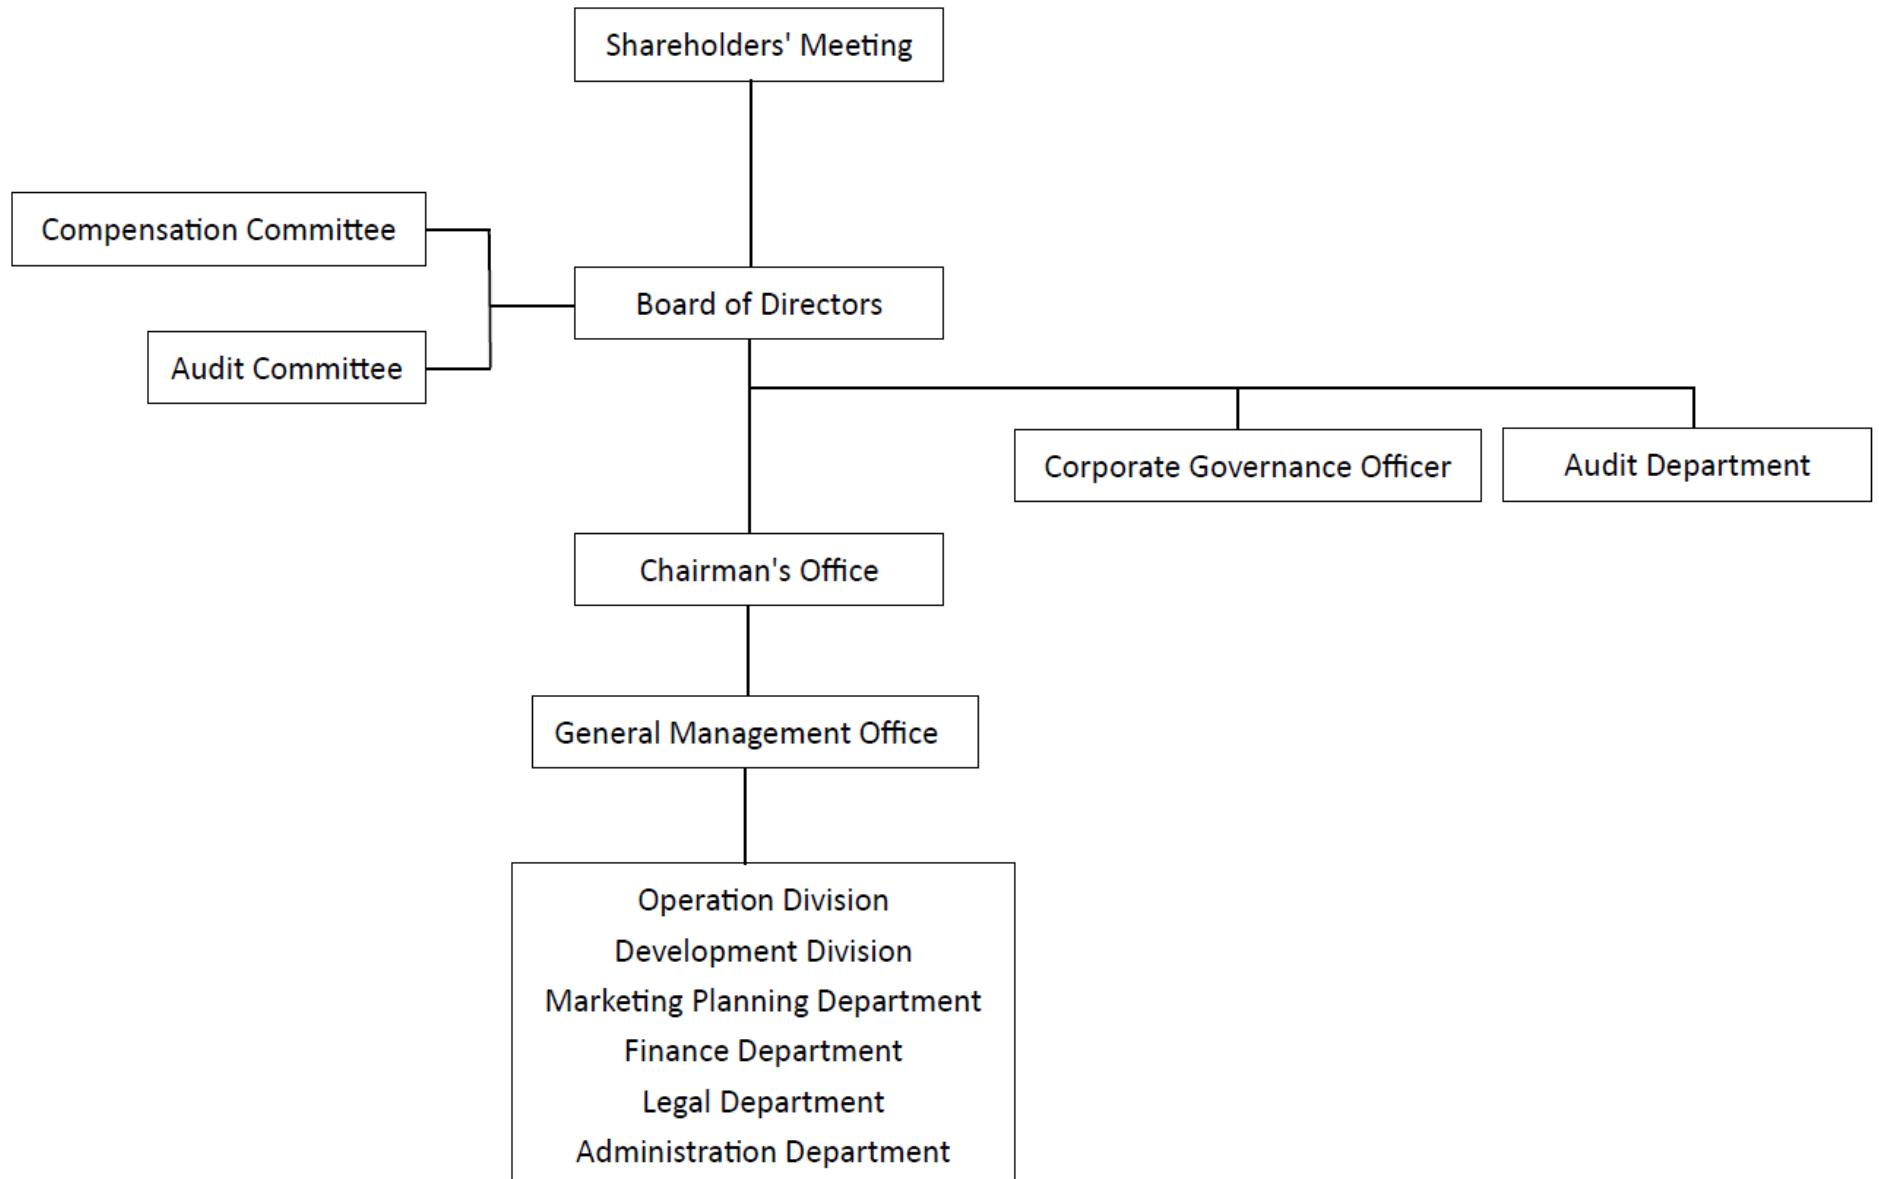 Shareholders' Meeting
Compensation Committee
Board of Directors
Audit Committee
Corporate Governance Officer
Audit Department
Chairman's Office
General Management Office
Operation Division
Development Division
Marketing Planning Department
Finance Department
Legal Department
Administration Department